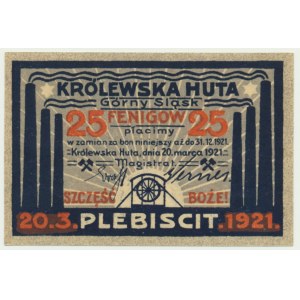 KRÓLEWSKA HUTA
Górny Śląsk
25 FENIGÓW 25
płacimy
w zamian za bon niniejszy aż do 31.12.1921.
Królewska Huta, dnia 20. marca 1921.
Magistrat.
SZCZĘŚĆ BOŻE!
20.3. PLEBISCIT .1921.